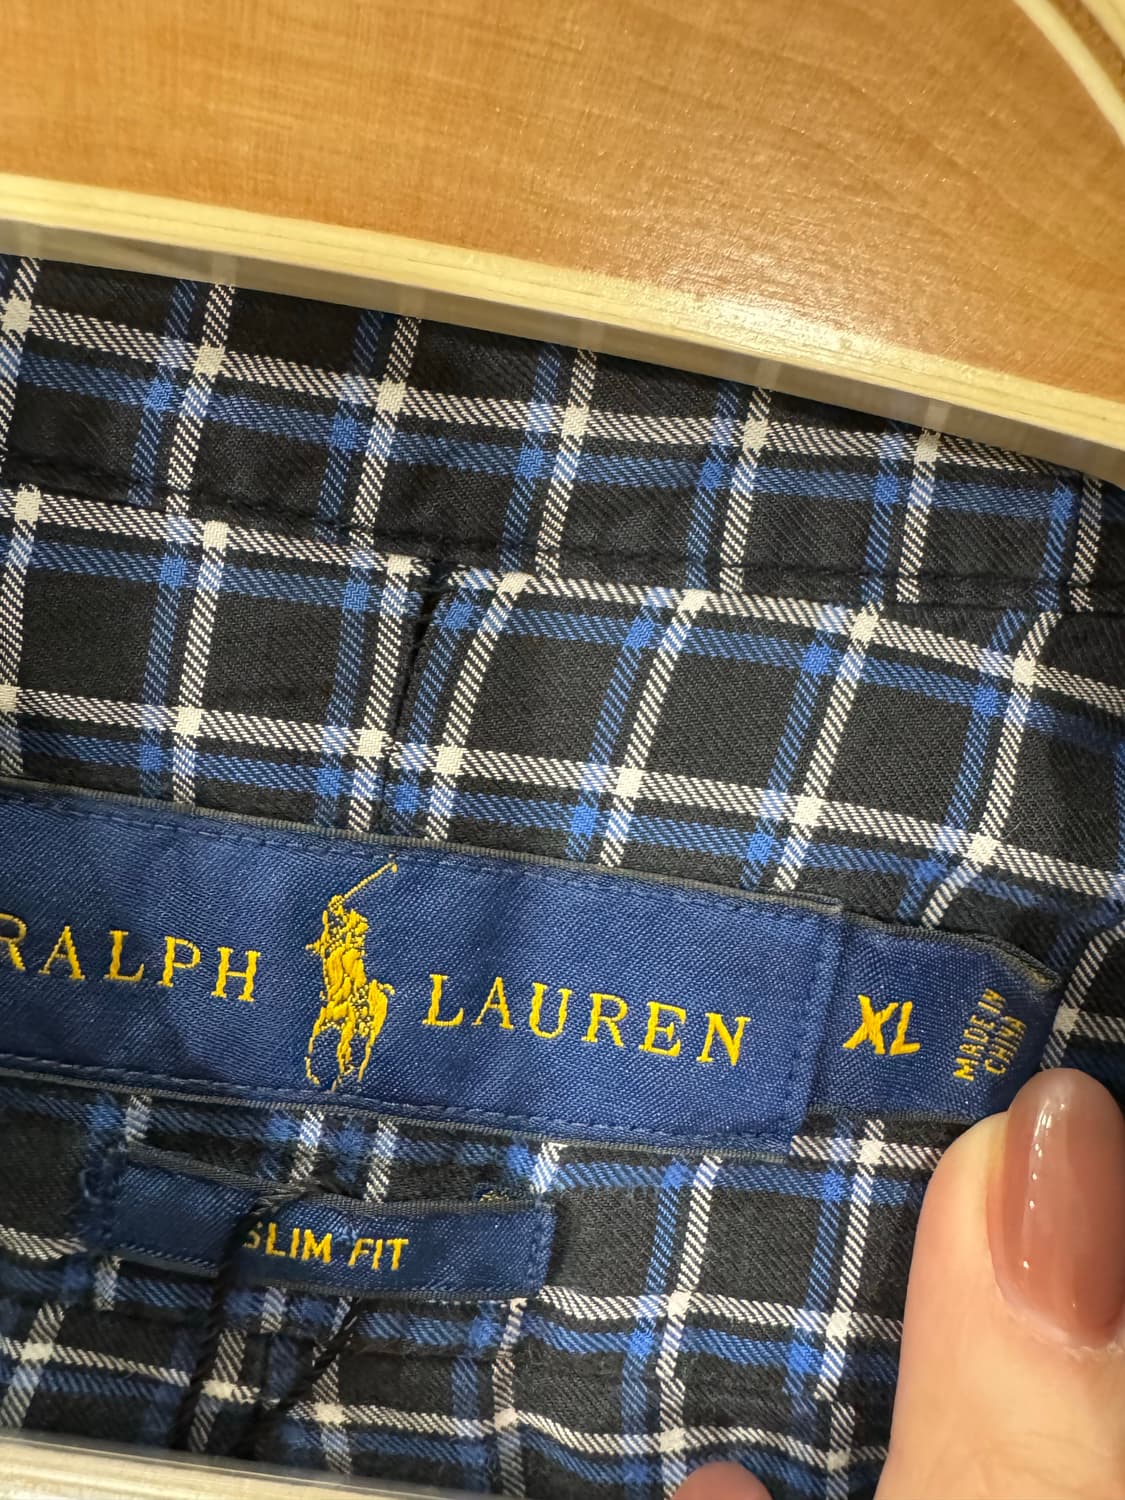 RALPH LAUREN
XL
MADE IN
CHINA
SLIM FIT